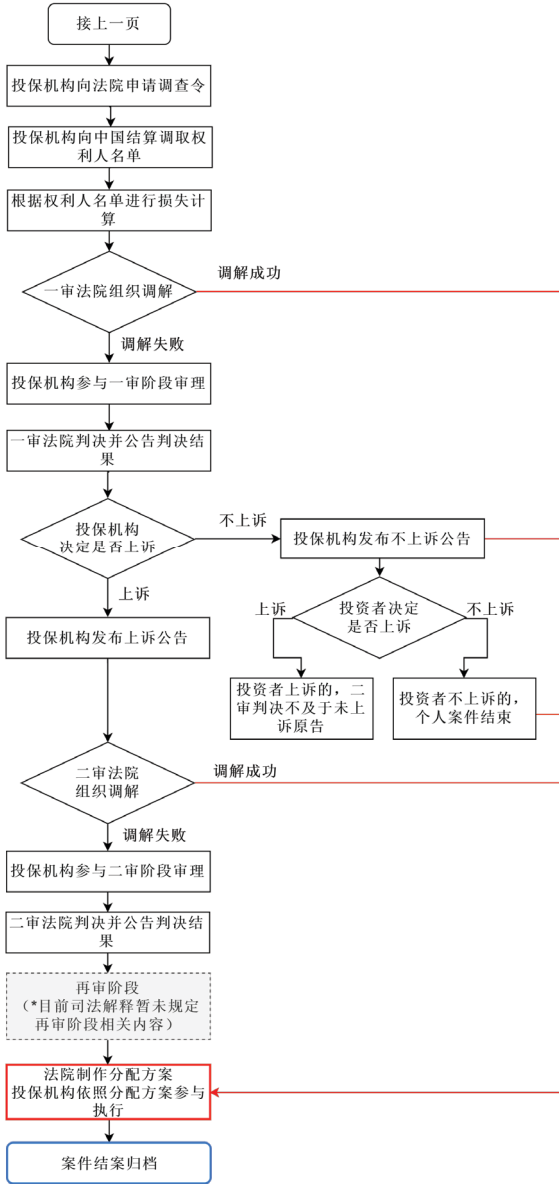 接上一页
投保机构向法院申请调查令
投保机构向中国结算调取权
利人名单
根据权利人名单进行损失计
算
一审法院组织调解
调解成功
调解失败
投保机构参与一审阶段审理
一审法院判决并公告判决结
果
投保机构
决定是否上诉
不上诉
投保机构发布不上诉公告
上诉
投资者决定
是否上诉
上诉
不上诉
投保机构发布上诉公告
投资者上诉的，二
审判决不及于未上
诉原告
投资者不上诉的，
个人案件结束
二审法院
组织调解
调解成功
调解失败
投保机构参与二审阶段审理
二审法院判决并公告判决结
果
再审阶段
（*目前司法解释暂未规定
再审阶段相关内容）
法院制作分配方案
投保机构依照分配方案参与
执行
案件结案归档